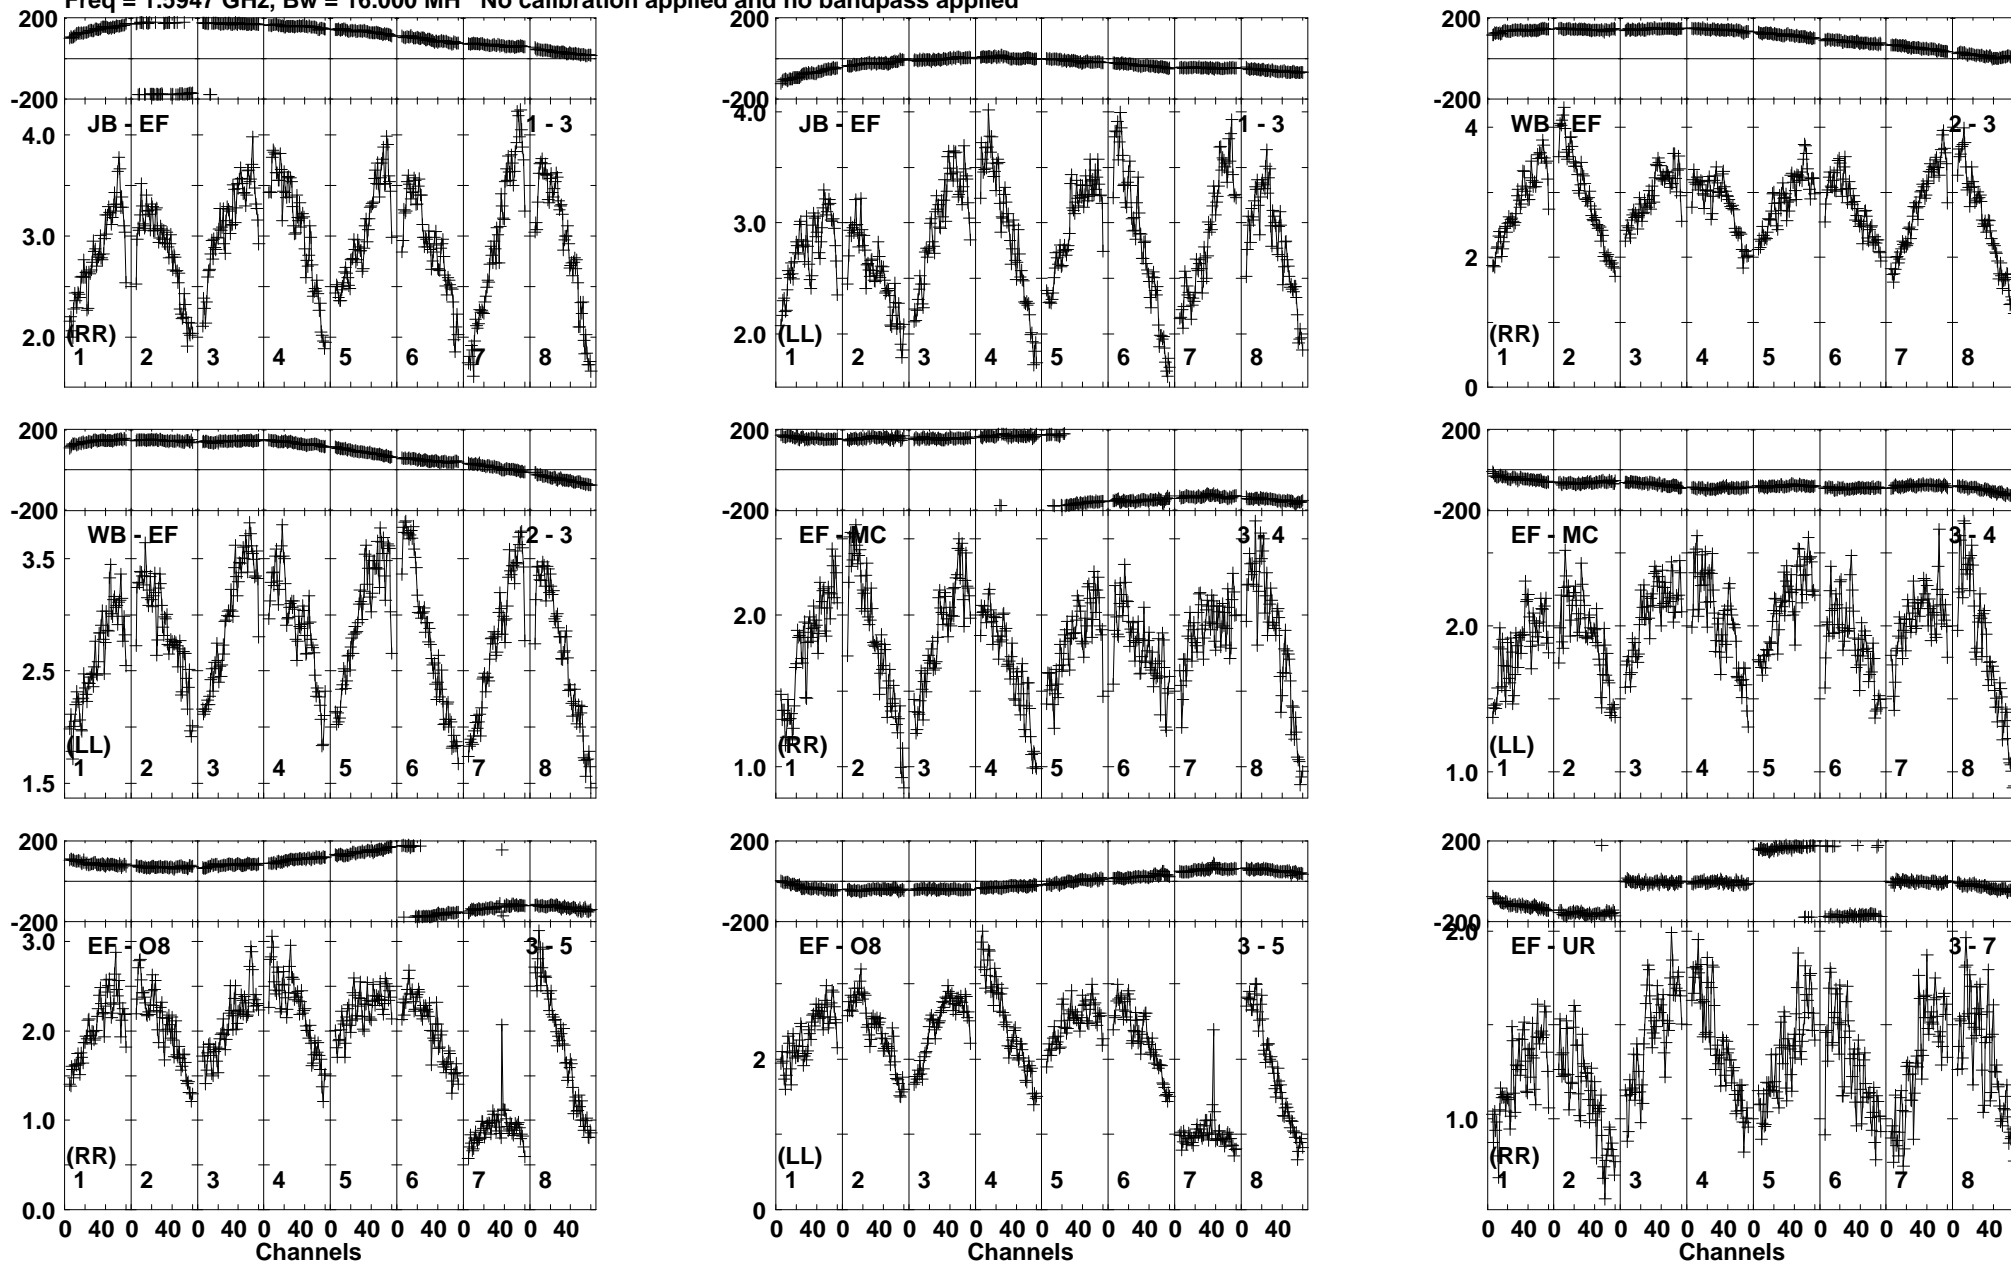 Freq = 1.5947 GHz, Bw = 16.000 MH No calibration applied and no bandpass applied
200 200 200
-200 -200 -200
JB - EF 1 - 3 JB - EF 1 - 3 WB - EF 2 - 3
4.0 4.0 4
3.0 3.0 2
2.0 2.0 0
(RR) (LL) (RR)
1 2 3 4 5 6 7 8 1 2 3 4 5 6 7 8 1 2 3 4 5 6 7 8
200 200 200
-200 -200 -200
WB - EF 2 - 3 EF - MC 3 - 4 EF - MC 3 - 4
3.5 2.0 2.0
2.5 1.0 1.0
1.5
(LL) (RR) (LL)
1 2 3 4 5 6 7 8 1 2 3 4 5 6 7 8 1 2 3 4 5 6 7 8
200 200 200
-200 -200 -200
EF - O8 3 - 5 EF - O8 3 - 5 EF - UR 3 - 7
3.0 2 2.0
2.0 0 1.0
1.0
0.0
(RR) (LL) (RR)
1 2 3 4 5 6 7 8 1 2 3 4 5 6 7 8 1 2 3 4 5 6 7 8
0 40 0 40 0 40 0 40 0 40 0 40 0 40 0 40 0 40 0 40 0 40 0 40 0 40 0 40 0 40 0 40 0 40 0 40 0 40 0 40 0 40 0 40 0 40 0 40
Channels Channels Channels